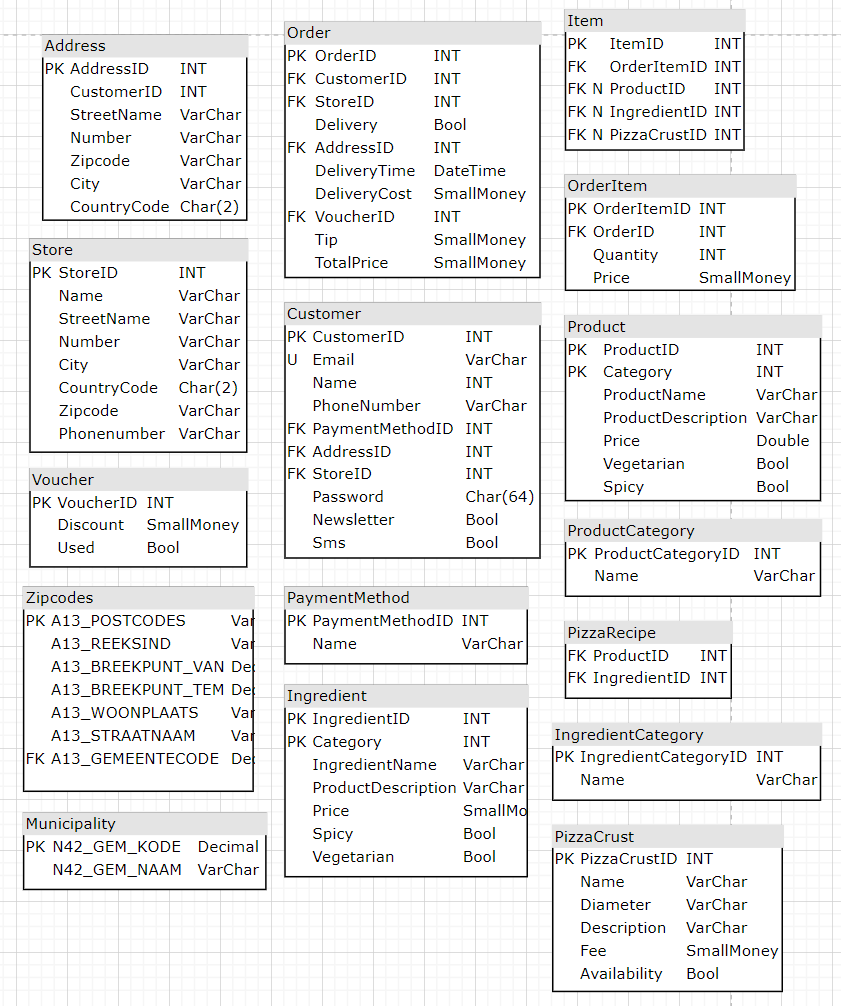 Address
PK AddressID INT
CustomerID INT
StreetName VarChar
Number VarChar
Zipcode VarChar
City VarChar
CountryCode Char(2)
Store
PK StoreID INT
Name VarChar
StreetName VarChar
Number VarChar
City VarChar
CountryCode Char(2)
Zipcode VarChar
Phonenumber VarChar
Voucher
PK VoucherID INT
Discount SmallMoney
Used Bool
Zipcodes
PK A13_POSTCODES Var
A13_REEKSIND Var
A13_BREEKPUNT_VAN De
A13_BREEKPUNT_TEM De
A13_WOONPLAATS Var
A13_STRAATNAAM Var
FK A13_GEMEENTECODE De
Municipality
PK N42_GEM_KODE Decimal
N42_GEM_NAAM VarChar
Order
PK OrderID INT
FK CustomerID INT
FK StoreID INT
Delivery Bool
FK AddressID INT
DeliveryTime DateTime
DeliveryCost SmallMoney
FK VoucherID INT
Tip SmallMoney
TotalPrice SmallMoney
Customer
PK CustomerID INT
U Email VarChar
Name INT
PhoneNumber VarChar
FK PaymentMethodID INT
FK AddressID INT
FK StoreID INT
Password Char(64)
Newsletter Bool
Sms Bool
PaymentMethod
PK PaymentMethodID INT
Name VarChar
Ingredient
PK IngredientID INT
PK Category INT
IngredientName VarChar
ProductDescription VarChar
Price SmallMo
Spicy Bool
Vegetarian Bool
Item
PK ItemID INT
FK OrderItemID INT
FK N ProductID INT
FK N IngredientID INT
FK N PizzaCrustID INT
OrderItem
PK OrderItemID INT
FK OrderID INT
Quantity INT
Price SmallMoney
Product
PK ProductID INT
PK Category INT
ProductName VarChar
ProductDescription VarChar
Price Double
Vegetarian Bool
Spicy Bool
ProductCategory
PK ProductCategoryID INT
Name VarChar
PizzaRecipe
FK ProductID INT
FK IngredientID INT
IngredientCategory
PK IngredientCategoryID INT
Name VarChar
PizzaCrust
PK PizzaCrustID INT
Name VarChar
Diameter VarChar
Description VarChar
Fee SmallMoney
Availability Bool